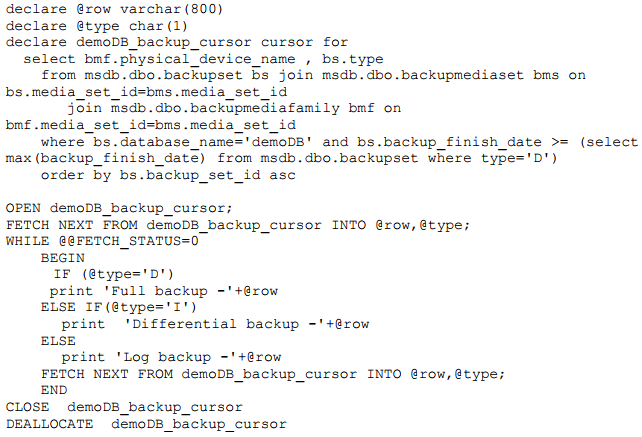 declare @row varchar(800)
declare @type char(1)
declare demoDB_backup_cursor cursor for
  select bmf.physical_device_name , bs.type
    from msdb.dbo.backupset bs join msdb.dbo.backupmediaset bms on
bs.media_set_id=bms.media_set_id
       join msdb.dbo.backupmediafamily bmf on
bmf.media_set_id=bms.media_set_id
    where bs.database_name='demoDB' and bs.backup_finish_date >= (select
max(backup_finish_date) from msdb.dbo.backupset where type='D')
    order by bs.backup_set_id asc

OPEN demoDB_backup_cursor;
FETCH NEXT FROM demoDB_backup_cursor INTO @row,@type;
WHILE @@FETCH_STATUS=0
    BEGIN
      IF (@type='D')
     print 'Full backup -'+@row
    ELSE IF(@type='I')
      print  'Differential backup -'+@row
    ELSE
      print 'Log backup -'+@row
    FETCH NEXT FROM demoDB_backup_cursor INTO @row,@type;
    END
CLOSE  demoDB_backup_cursor
DEALLOCATE  demoDB_backup_cursor